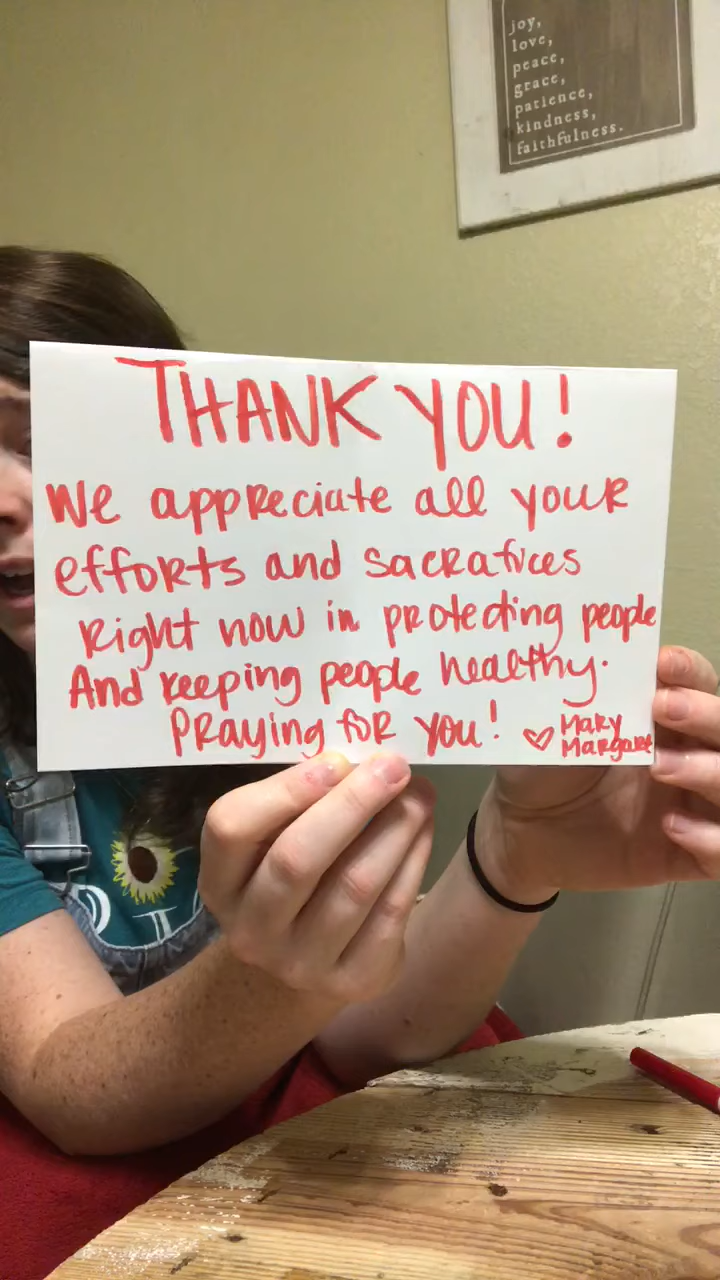 joy,
love,
peace,
grace,
patience,
kindness,
faithfulness.
THANK YOU!
We appreciate all your
efforts and sacrafices
Right now in protecting people
And keeping people healthy.
Praying for you! ♡ Mary
Margaret